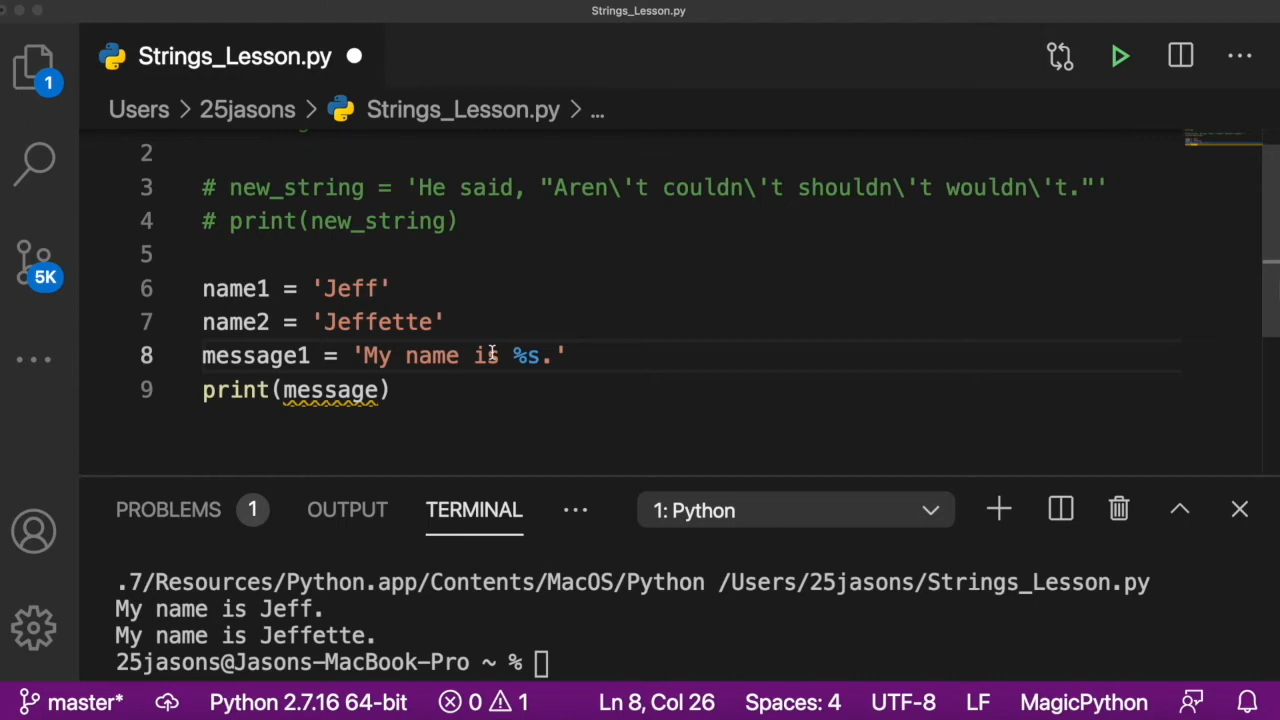 Strings_Lesson.py
Strings_Lesson.py
1
Users > 25jasons > Strings_Lesson.py > ...
2
3 # new_string = 'He said, "Aren\'t couldn\'t shouldn\'t wouldn\'t."'
4 # print(new_string)
5
6 name1 = 'Jeff'
7 name2 = 'Jeffette'
8 message1 = 'My name is %s.'
9 print(message)
5K
PROBLEMS 1 OUTPUT TERMINAL ... 1: Python
.7/Resources/Python.app/Contents/MacOS/Python /Users/25jasons/Strings_Lesson.py
My name is Jeff.
My name is Jeffette.
25jasons@Jasons-MacBook-Pro ~ %
master* Python 2.7.16 64-bit 0 1 Ln 8, Col 26 Spaces: 4 UTF-8 LF MagicPython